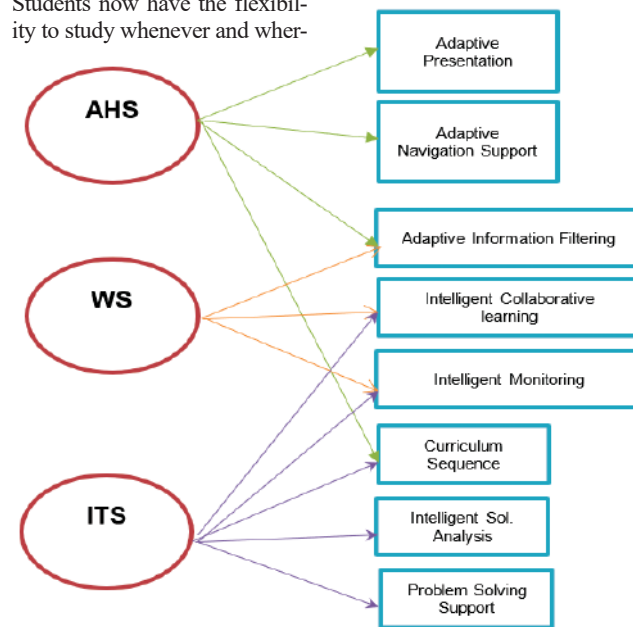 Students now have the flexibil-
ity to study whenever and wher-
AHS
WS
ITS
Adaptive
Presentation
Adaptive
Navigation Support
Adaptive Information Filtering
Intelligent Collaborative
learning
Intelligent Monitoring
Curriculum
Sequence
Intelligent Sol.
Analysis
Problem Solving
Support